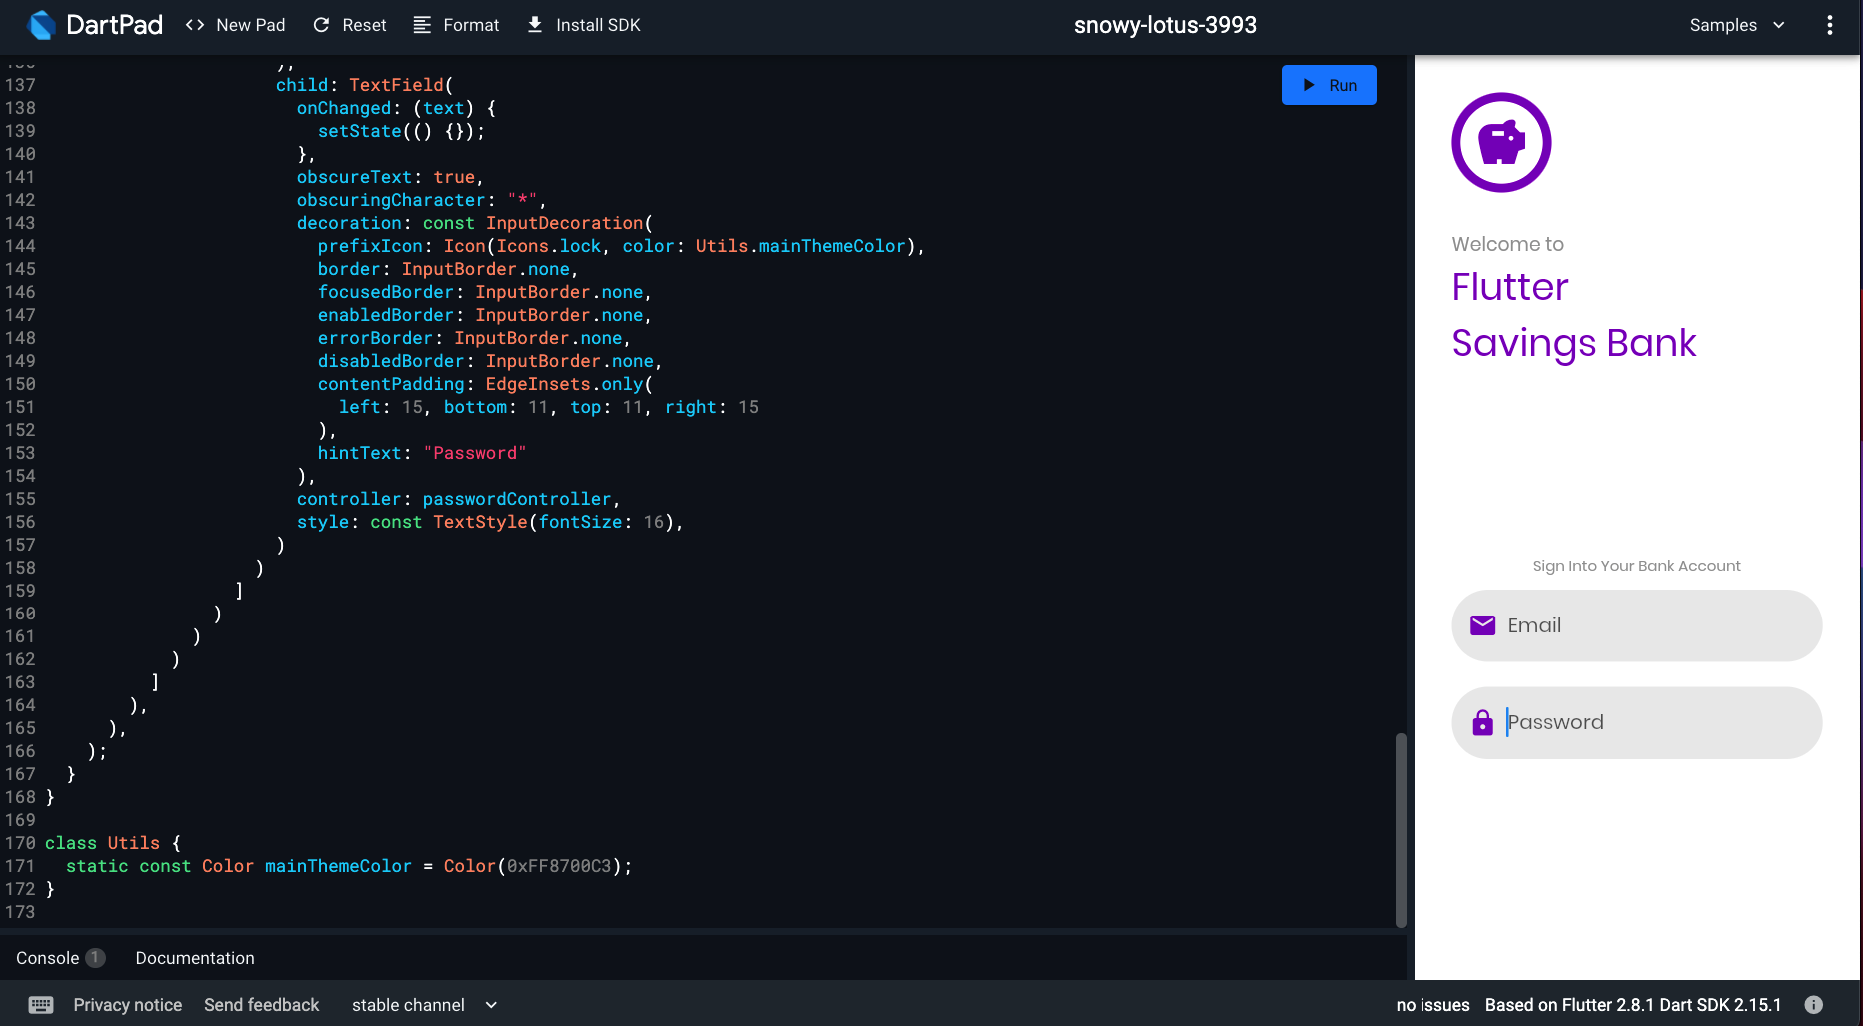 DartPad
<> New Pad
Reset
Format
Install SDK
snowy-lotus-3993
Samples
),
137 child: TextField(
138 onChanged: (text) {
139 setState(() {});
140 },
141 obscureText: true,
142 obscuringCharacter: "*",
143 decoration: const InputDecoration(
144 prefixIcon: Icon(Icons.lock, color: Utils.mainThemeColor),
145 border: InputBorder.none,
146 focusedBorder: InputBorder.none,
147 enabledBorder: InputBorder.none,
148 errorBorder: InputBorder.none,
149 disabledBorder: InputBorder.none,
150 contentPadding: EdgeInsets.only(
151 left: 15, bottom: 11, top: 11, right: 15
152 ),
153 hintText: "Password"
154 ),
155 controller: passwordController,
156 style: const TextStyle(fontSize: 16),
157 )
158 )
159 ]
160 )
161 )
162 )
163 ]
164 ),
165 ),
166 );
167 }
168 }
169
170 class Utils {
171 static const Color mainThemeColor = Color(0xFF8700C3);
172 }
173
Run
Welcome to
Flutter
Savings Bank
Sign Into Your Bank Account
Email
Password
Console 1
Documentation
Privacy notice
Send feedback
stable channel
no issues
Based on Flutter 2.8.1 Dart SDK 2.15.1